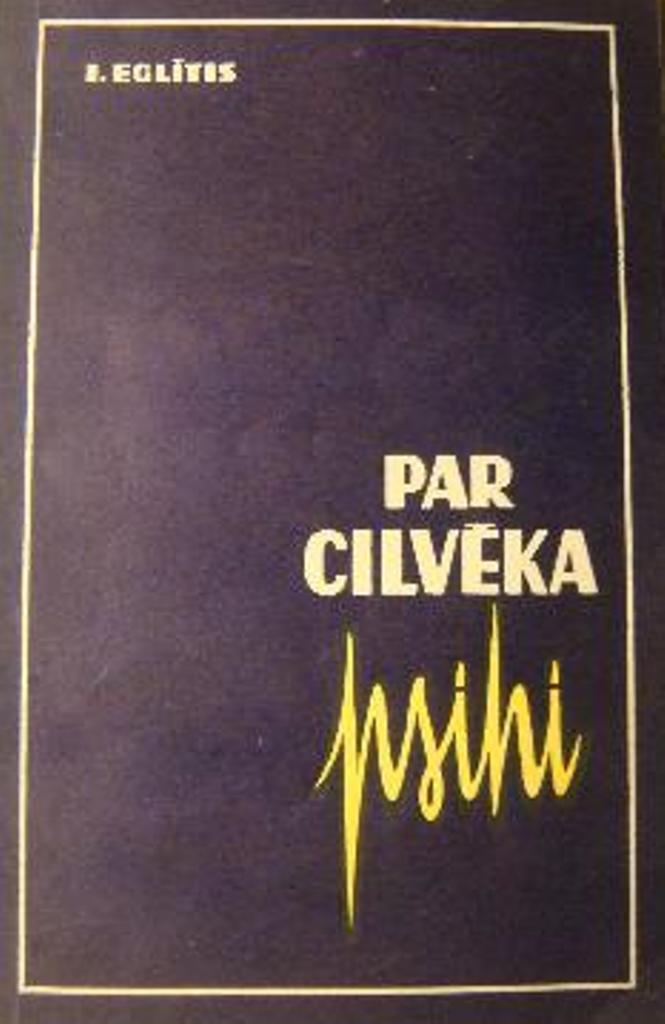 I. EGLĪTIS
PAR
CILVĒKA
psihi